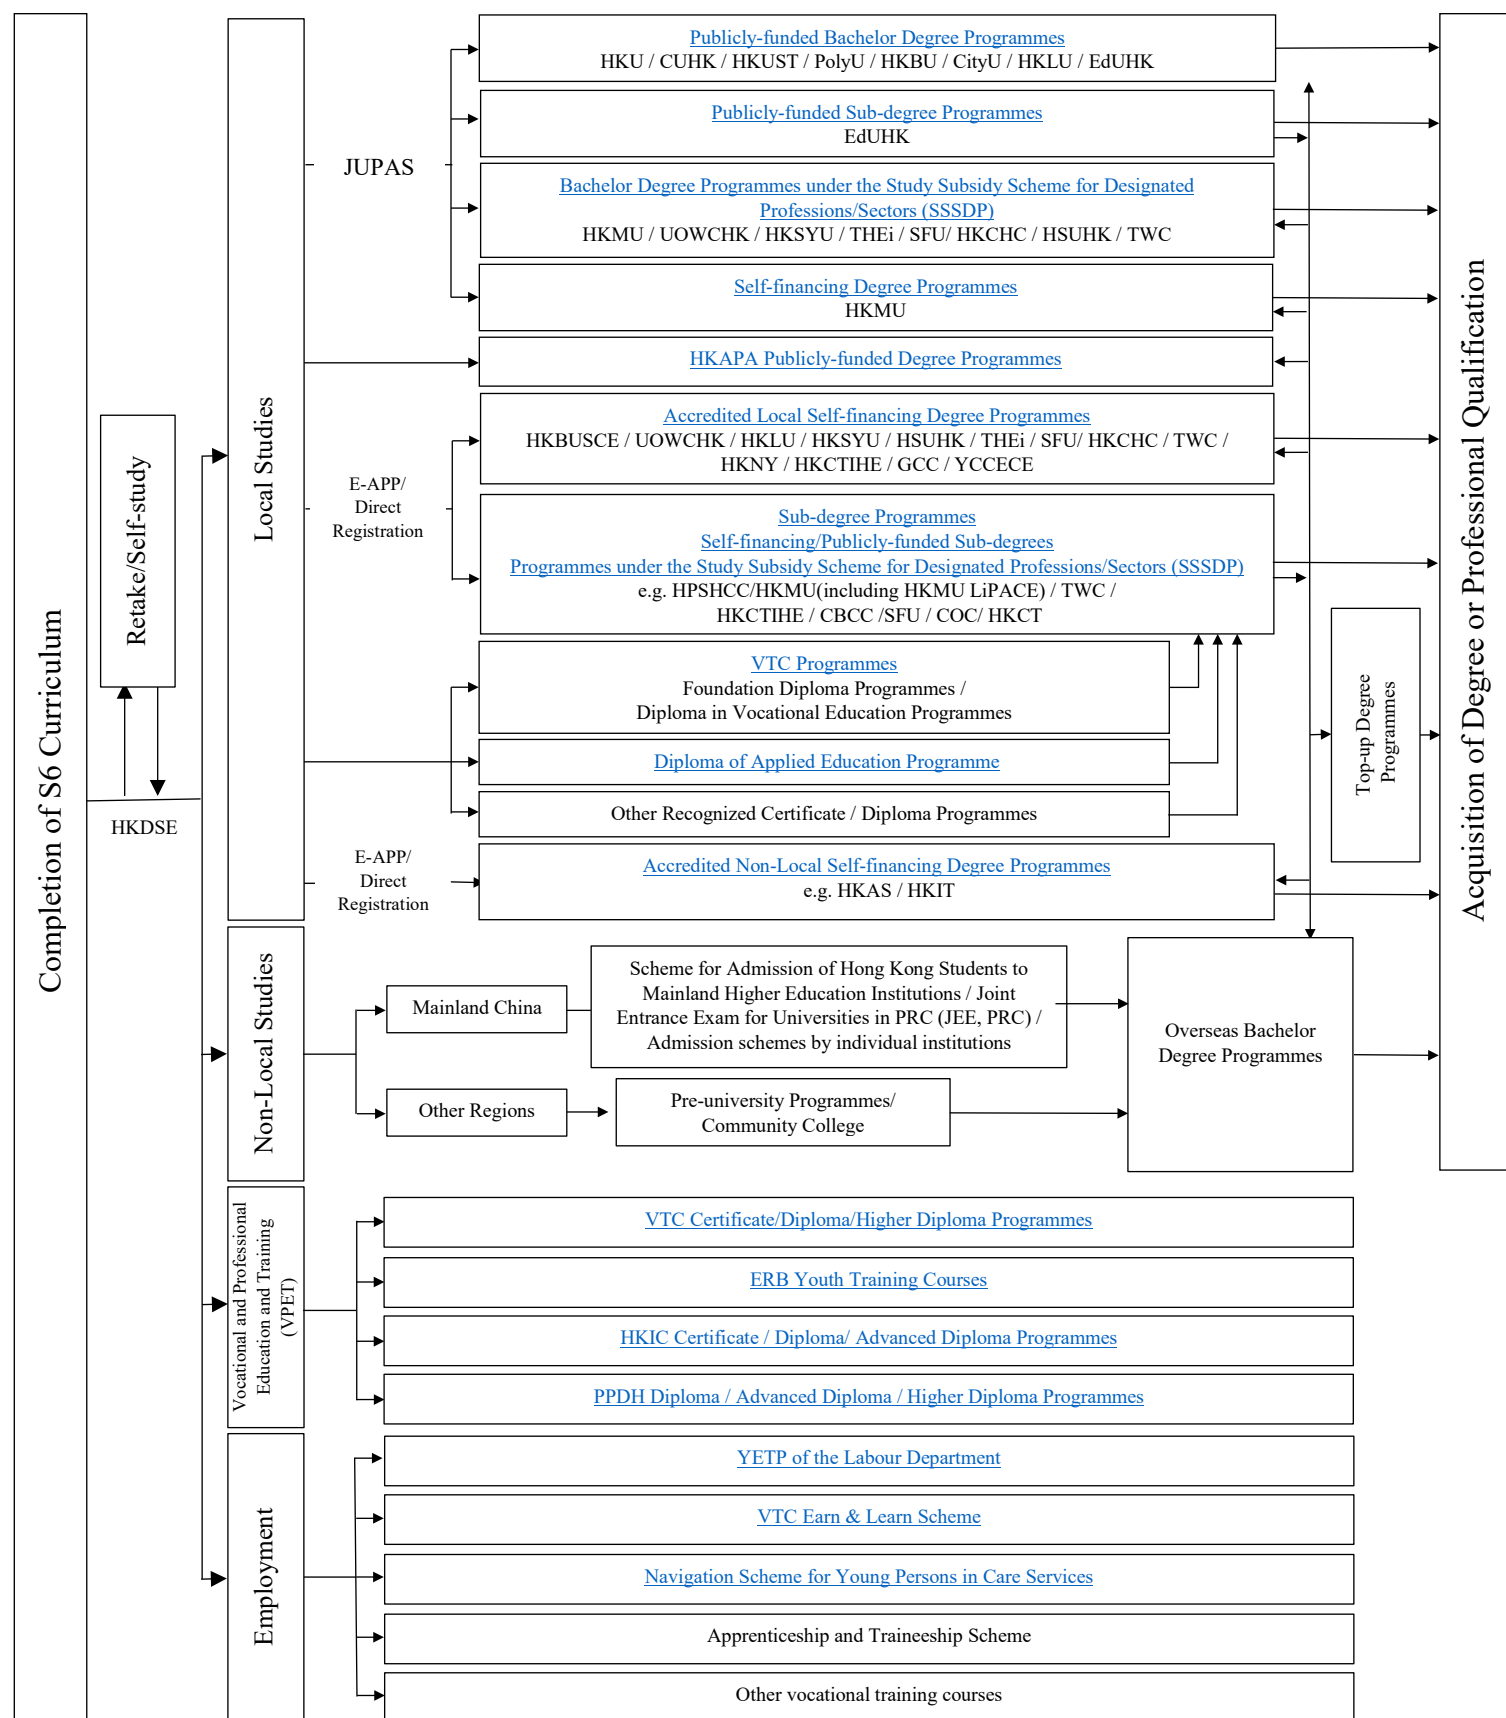 Completion of S6 Curriculum
Retake/Self-study
HKDSE
Local Studies
JUPAS
Publicly-funded Bachelor Degree Programmes
HKU / CUHK / HKUST / PolyU / HKBU / CityU / HKLU / EdUHK
Publicly-funded Sub-degree Programmes
EdUHK
Bachelor Degree Programmes under the Study Subsidy Scheme for Designated
Professions/Sectors (SSSDP)
HKMU / UOWCHK / HKSYU / THEi / SFU/ HKCHC / HSUHK / TWC
Self-financing Degree Programmes
HKMU
HKAPA Publicly-funded Degree Programmes
E-APP/
Direct
Registration
Accredited Local Self-financing Degree Programmes
HKBUSCE / UOWCHK / HKLU / HKSYU / HSUHK / THEi / SFU/ HKCHC / TWC /
HKNY / HKCTIHE / GCC / YCCECE
Sub-degree Programmes
Self-financing/Publicly-funded Sub-degrees
Programmes under the Study Subsidy Scheme for Designated Professions/Sectors (SSSDP)
e.g. HPSHCC/HKMU(including HKMU LiPACE) / TWC /
HKCTIHE / CBCC /SFU / COC/ HKCT
VTC Programmes
Foundation Diploma Programmes /
Diploma in Vocational Education Programmes
Diploma of Applied Education Programme
Other Recognized Certificate / Diploma Programmes
E-APP/
Direct
Registration
Accredited Non-Local Self-financing Degree Programmes
e.g. HKAS / HKIT
Top-up Degree
Programmes
Acquisition of Degree or Professional Qualification
Non-Local Studies
Mainland China
Scheme for Admission of Hong Kong Students to
Mainland Higher Education Institutions / Joint
Entrance Exam for Universities in PRC (JEE, PRC) /
Admission schemes by individual institutions
Other Regions
Pre-university Programmes/
Community College
Overseas Bachelor
Degree Programmes
Vocational and Professional
Education and Training
(VPET)
VTC Certificate/Diploma/Higher Diploma Programmes
ERB Youth Training Courses
HKIC Certificate / Diploma/ Advanced Diploma Programmes
PPDH Diploma / Advanced Diploma / Higher Diploma Programmes
Employment
YETP of the Labour Department
VTC Earn & Learn Scheme
Navigation Scheme for Young Persons in Care Services
Apprenticeship and Traineeship Scheme
Other vocational training courses